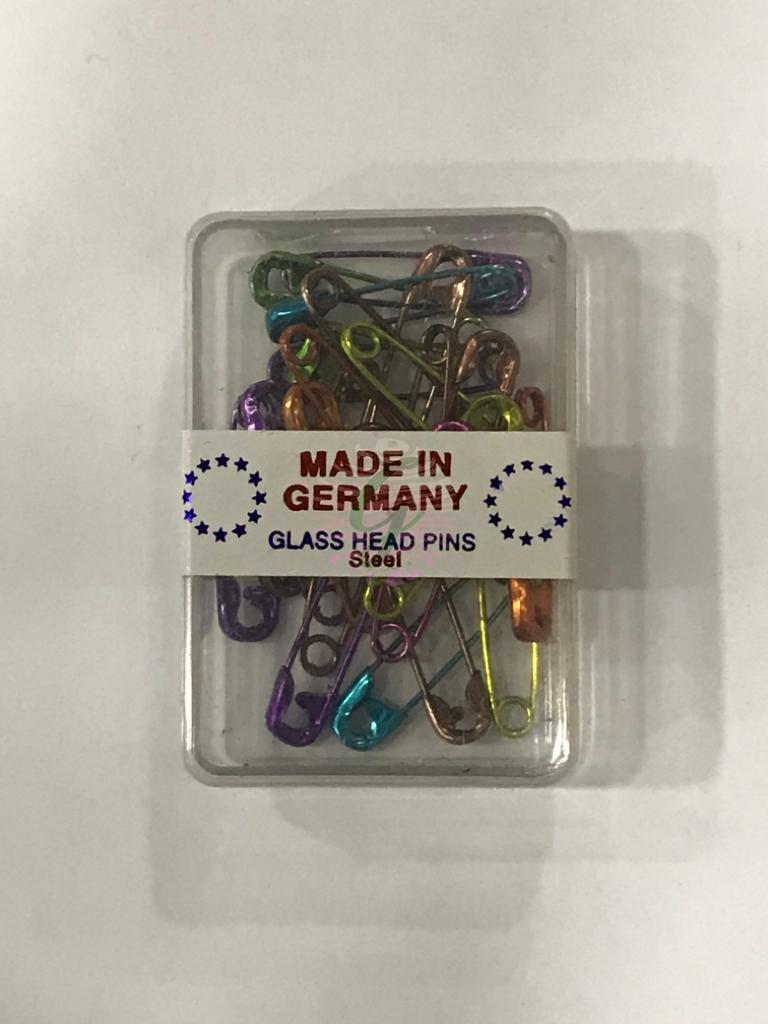 MADE IN
GERMANY
GLASS HEAD PINS
Steel